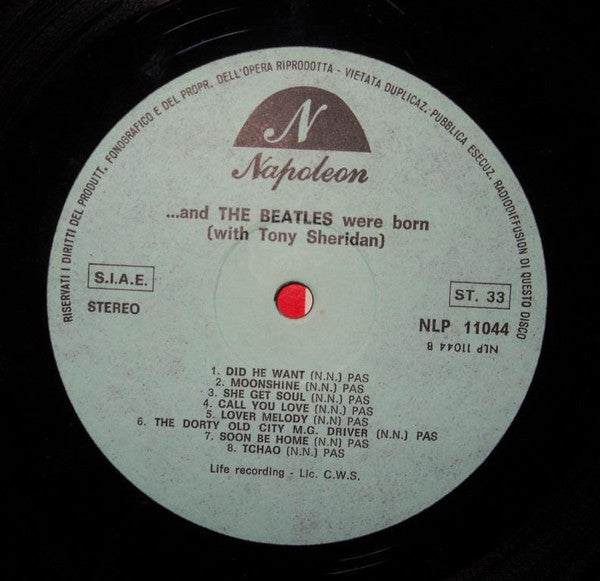 RISERVATI I DIRITTI DEL PRODUTT. FONOGRAFICO E DEL PROPR. DELL'OPERA RIPRODOTTA - VIETATA DUPLICAZ. PUBBLICA ESECUZ. RADIODIFFUSION DI QUESTO DISCO
N
Napoleon
...and THE BEATLES were born
(with Tony Sheridan)
S.I.A.E.
STEREO
ST. 33
NLP 11044
NLP 11044 B
1. DID HE WANT (N.N.) PAS
2. MOONSHINE (N.N.) PAS
3. SHE GET SOUL (N.N.) PAS
4. CALL YOU LOVE (N.N.) PAS
5. LOVER MELODY (N.N) PAS
6. THE DORTY OLD CITY M.G. DRIVER (N.N.) PAS
7. SOON BE HOME (N.N) PAS
8. TCHAO (N.N.) PAS
Life recording - Lic. C.W.S.